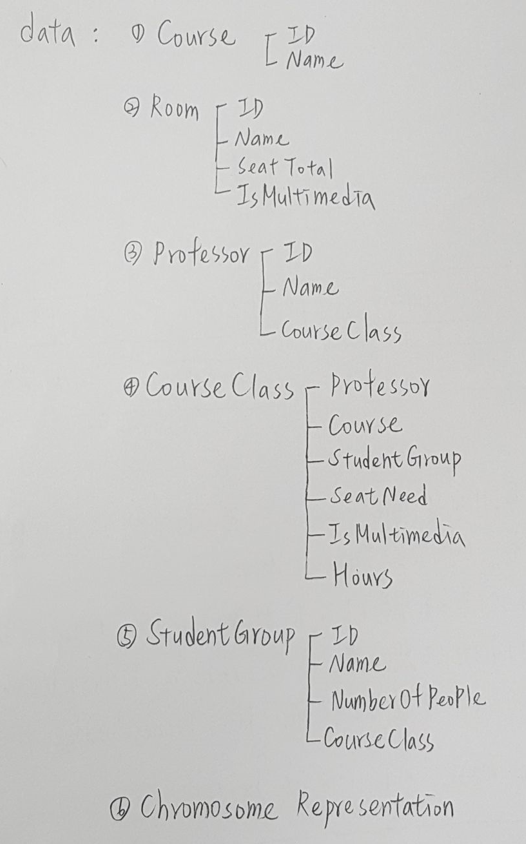 data : ① Course ID
Name
② Room ID
Name
Seat Total
IsMultimedia
③ Professor ID
Name
CourseClass
④ CourseClass Professor
Course
StudentGroup
SeatNeed
IsMultimedia
Hours
⑤ StudentGroup ID
Name
NumberOfPeople
CourseClass
⑥ Chromosome Representation